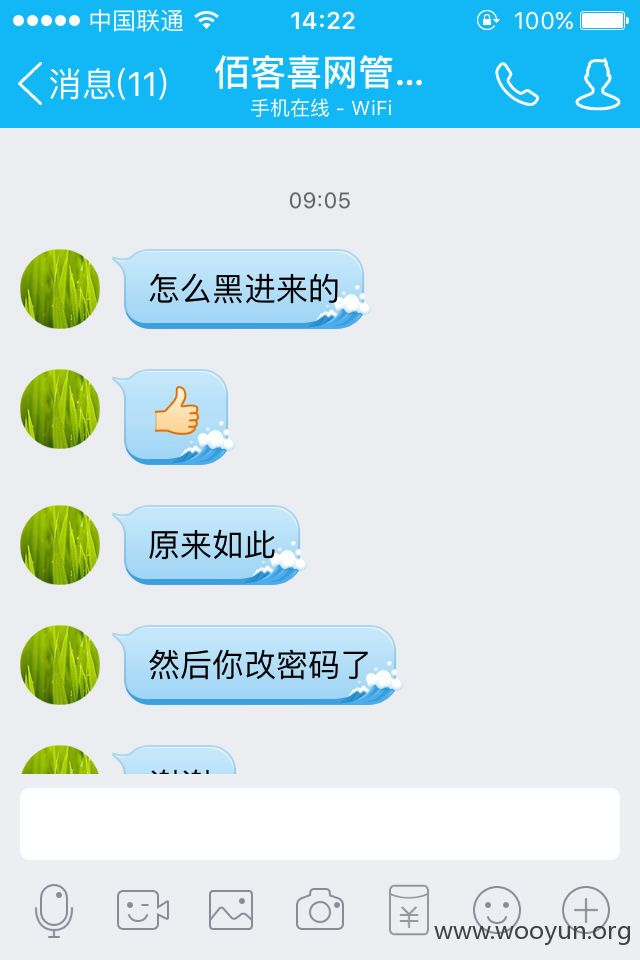 中国联通
14:22
100%
消息(11)
佰客喜网管...
手机在线 - WiFi
09:05
怎么黑进来的
原来如此
然后你改密码了
谢谢
www.wooyun.org